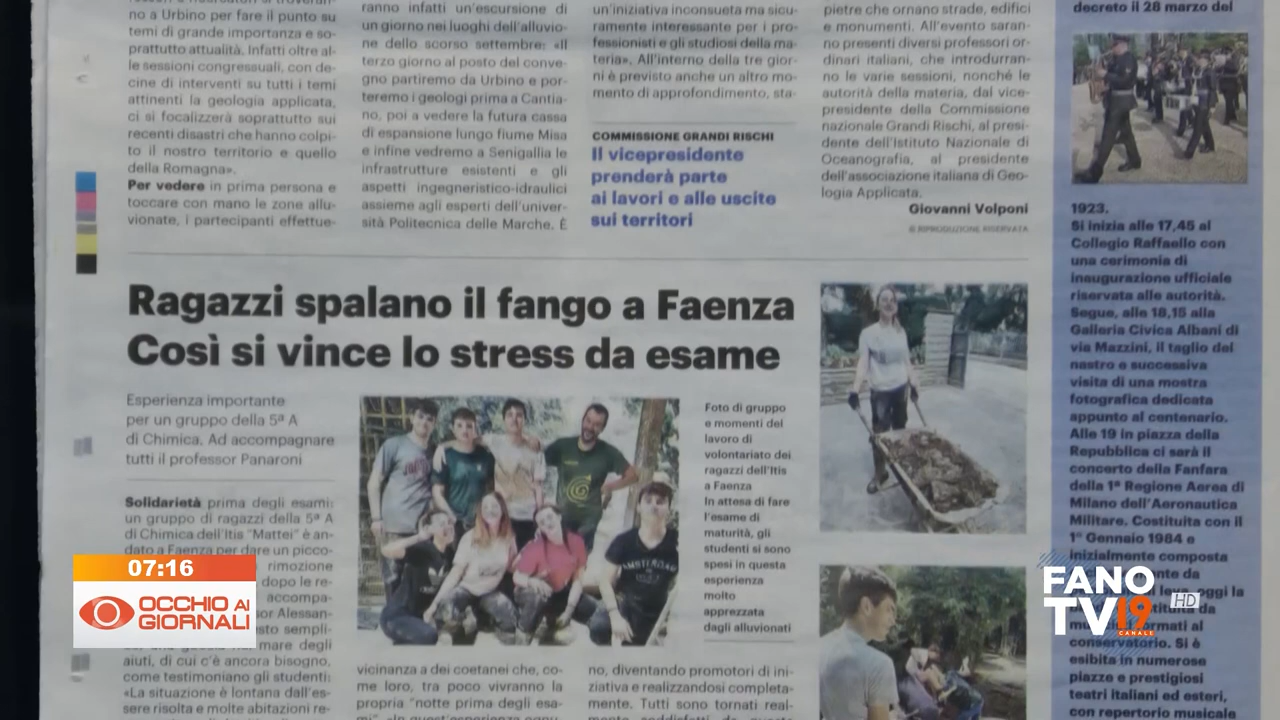 no a Urbino per fare il punto su
temi di grande importanza e so-
prattutto attualità. Infatti oltre al-
le sessioni congressuali, con de-
cine di interventi su tutti i temi
attinenti la geologia applicata,
ci si focalizzerà soprattutto sui
recenti disastri che hanno colpi-
to il nostro territorio e quello
della Romagna».
Per vedere in prima persona e
toccare con mano le zone allu-
vionate, i partecipanti effettue-
ranno infatti un'escursione di
un giorno nei luoghi dell'alluvio-
ne dello scorso settembre: «Il
terzo giorno al posto del conve-
gno partiremo da Urbino e por-
teremo i geologi prima a Cantia-
no, poi a vedere la futura cassa
di espansione lungo fiume Misa
e infine vedremo a Senigallia le
infrastrutture esistenti e gli
aspetti ingegneristico-idraulici
assieme agli esperti dell'univer-
sità Politecnica delle Marche. È
un'iniziativa inconsueta ma sicu-
ramente interessante per i pro-
fessionisti e gli studiosi della ma-
teria». All'interno della tre gior-
ni è previsto anche un altro mo-
mento di approfondimento, sta-
COMMISSIONE GRANDI RISCHI
Il vicepresidente
prenderà parte
ai lavori e alle uscite
sui territori
pietre che ornano strade, edifici
e monumenti. All'evento saran-
no presenti diversi professori or-
dinari italiani, che introdurran-
no le varie sessioni, nonché le
autorità della materia, dal vice-
presidente della Commissione
nazionale Grandi Rischi, al presi-
dente dell'Istituto Nazionale di
Oceanografia, al presidente
dell'associazione italiana di Geo-
logia Applicata.
Giovanni Volponi
© RIPRODUZIONE RISERVATA
decreto il 28 marzo del
1923.
Si inizia alle 17,45 al
Collegio Raffaello con
una cerimonia di
inaugurazione ufficiale
riservata alle autorità.
Segue, alle 18,15 alla
Galleria Civica Albani di
via Mazzini, il taglio del
nastro e successiva
visita di una mostra
fotografica dedicata
appunto al centenario.
Alle 19 in piazza della
Repubblica ci sarà il
concerto della Fanfara
della 1ª Regione Aerea di
Milano dell'Aeronautica
Militare. Costituita con il
1° Gennaio 1984 e
inizialmente composta
nte da
leva, oggi la
stituita da
formati al
conservatorio. Si è
esibita in numerose
piazze e prestigiosi
teatri italiani ed esteri,
con repertorio musicale
Ragazzi spalano il fango a Faenza
Così si vince lo stress da esame
Esperienza importante
per un gruppo della 5ª A
di Chimica. Ad accompagnare
tutti il professor Panaroni
Solidarietà prima degli esami:
un gruppo di ragazzi della 5ª A
di Chimica dell'Itis "Mattei" è an-
dato a Faenza per dare un picco-
rimozione
dopo le re-
accompa-
sor Alessan-
sto sempli-
mare degli
aiuti, di cui c'è ancora bisogno,
come testimoniano gli studenti:
«La situazione è lontana dall'es-
sere risolta e molte abitazioni re-
Foto di gruppo
e momenti del
lavoro di
volontariato dei
ragazzi dell'Itis
a Faenza
In attesa di fare
l'esame di
maturità, gli
studenti si sono
spesi in questa
esperienza
molto
apprezzata
dagli alluvionati
AMSTERDAM
vicinanza a dei coetanei che, co-
me loro, tra poco vivranno la
propria "notte prima degli esa-
no, diventando promotori di ini-
ziativa e realizzandosi completa-
mente. Tutti sono tornati real-
07:16
OCCHIO AI
GIORNALI
FANO
TV19
CANALE
HD